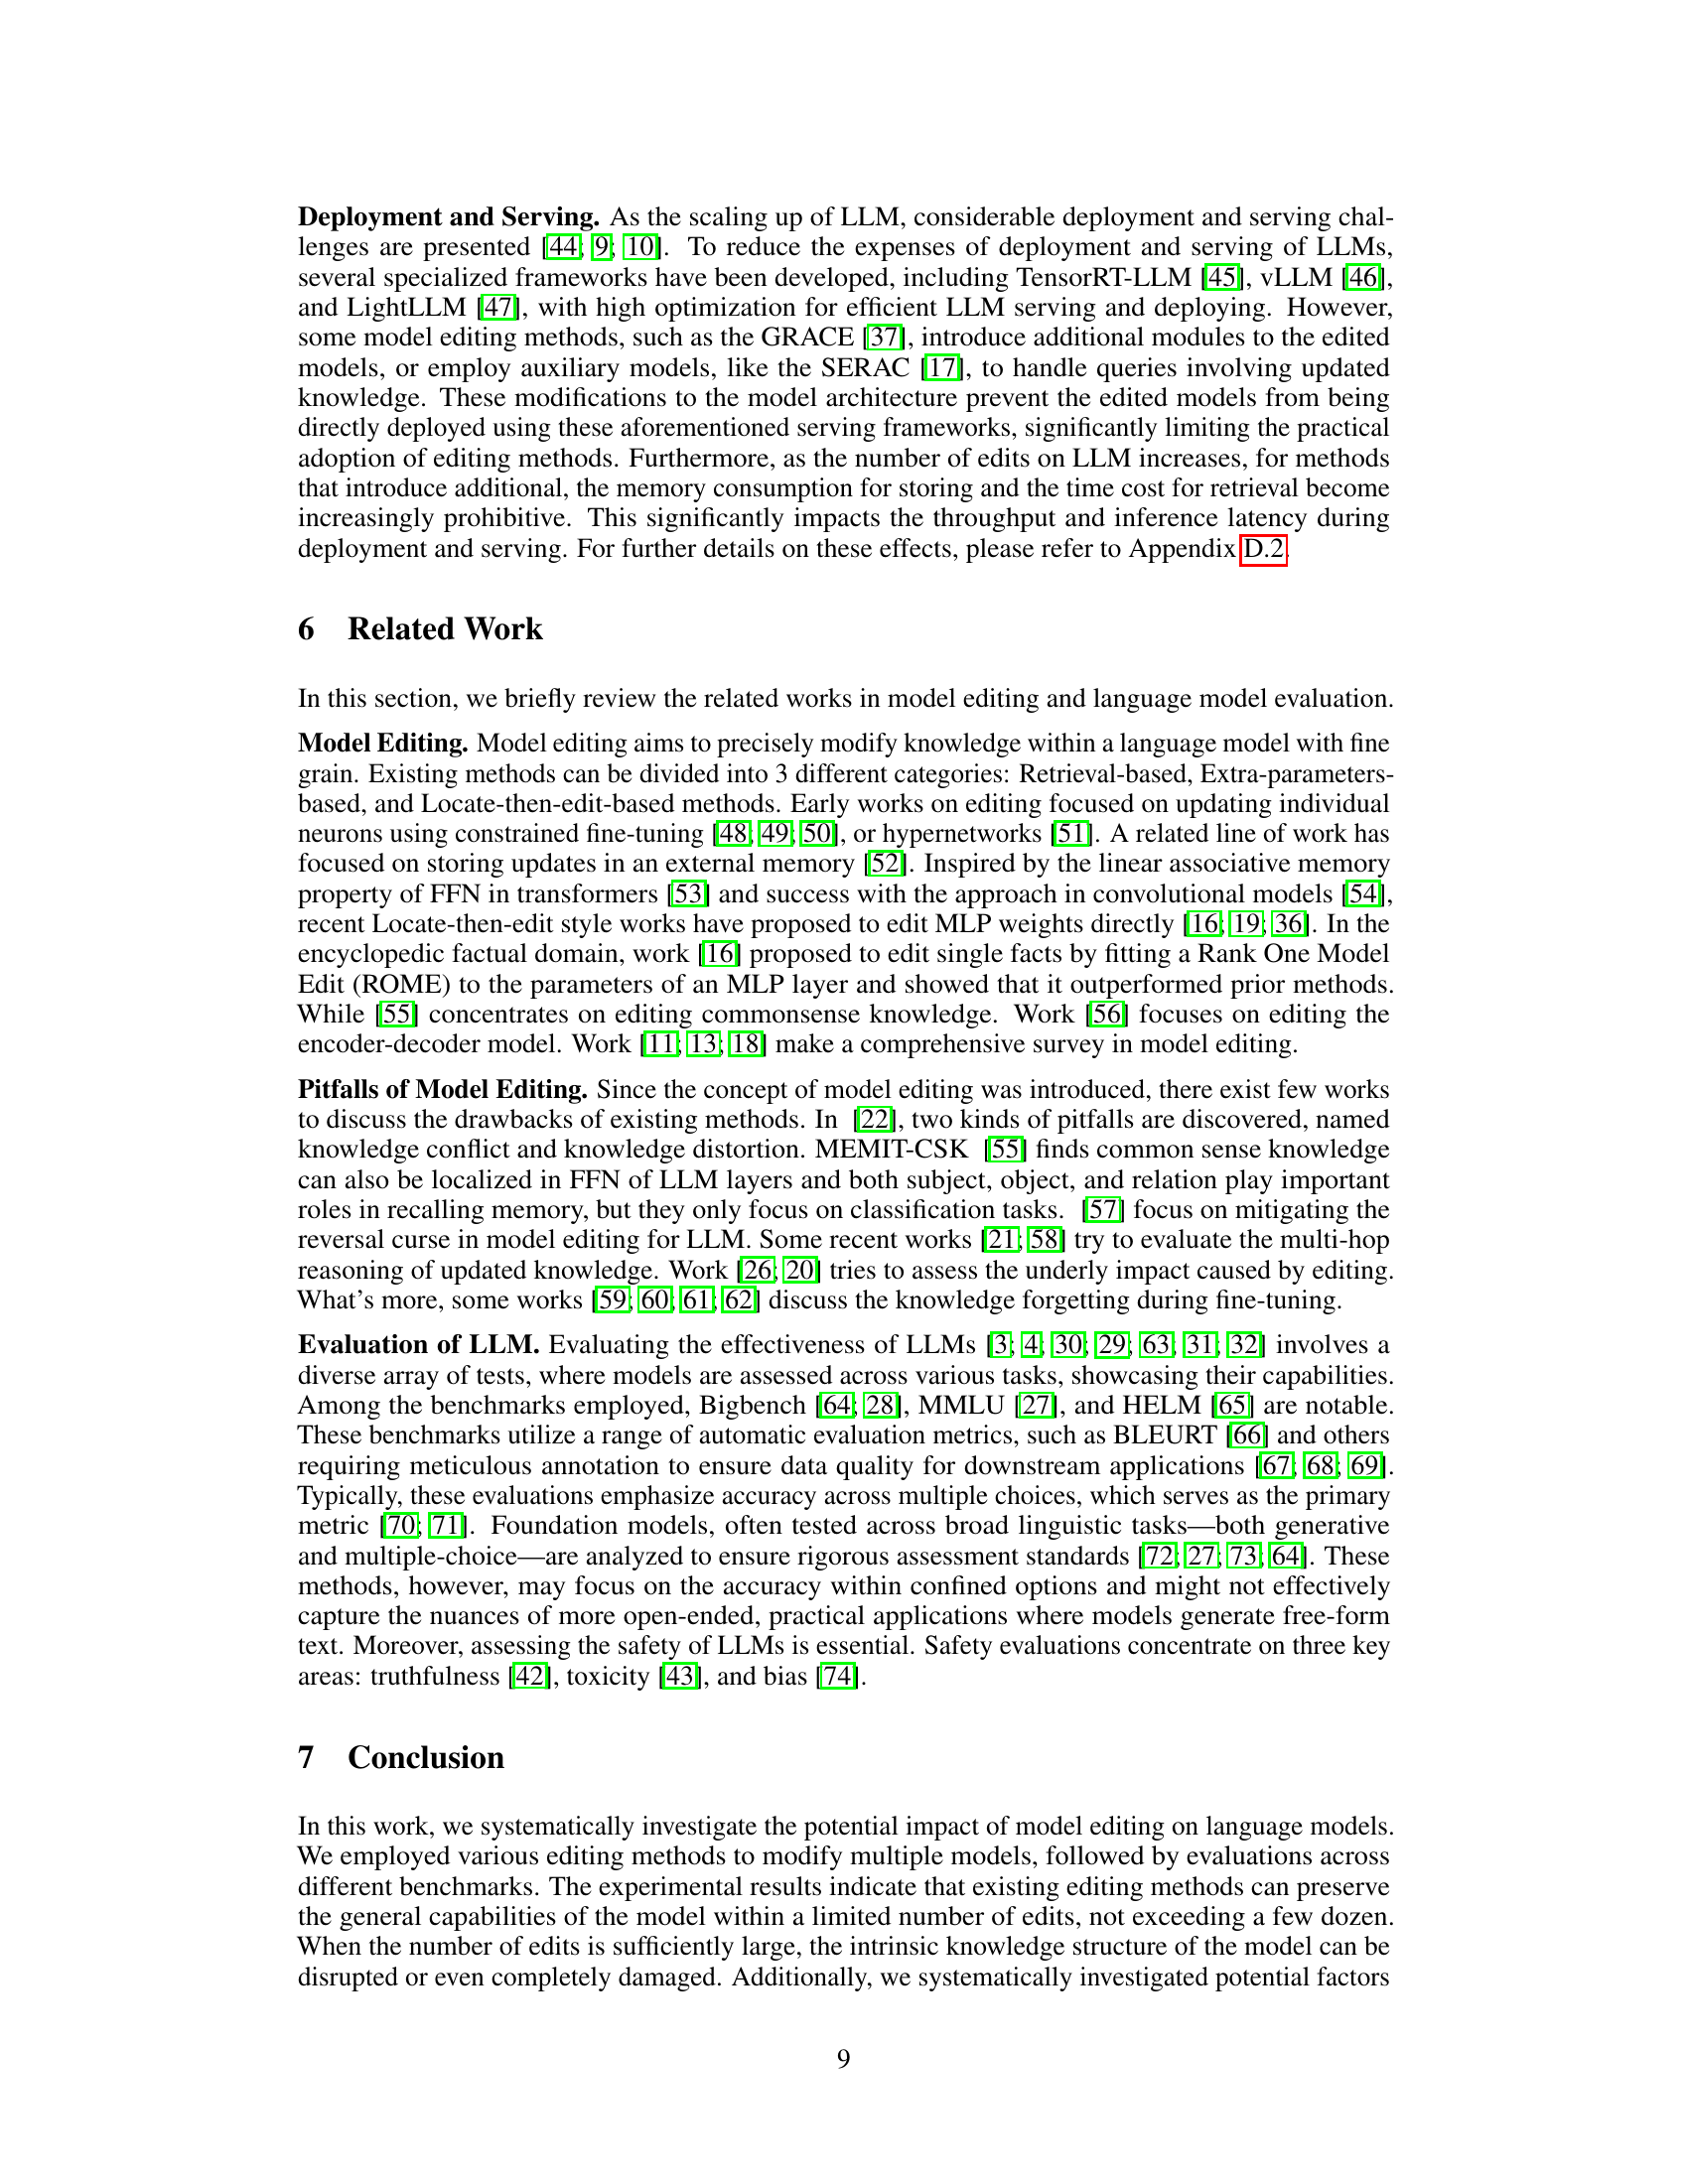 Deployment and Serving. As the scaling up of LLM, considerable deployment and serving chal-
lenges are presented [44; 9; 10]. To reduce the expenses of deployment and serving of LLMs,
several specialized frameworks have been developed, including TensorRT-LLM [45], vLLM [46],
and LightLLM [47], with high optimization for efficient LLM serving and deploying. However,
some model editing methods, such as the GRACE [37], introduce additional modules to the edited
models, or employ auxiliary models, like the SERAC [17], to handle queries involving updated
knowledge. These modifications to the model architecture prevent the edited models from being
directly deployed using these aforementioned serving frameworks, significantly limiting the practical
adoption of editing methods. Furthermore, as the number of edits on LLM increases, for methods
that introduce additional, the memory consumption for storing and the time cost for retrieval become
increasingly prohibitive. This significantly impacts the throughput and inference latency during
deployment and serving. For further details on these effects, please refer to Appendix D.2.
6 Related Work
In this section, we briefly review the related works in model editing and language model evaluation.
Model Editing. Model editing aims to precisely modify knowledge within a language model with fine
grain. Existing methods can be divided into 3 different categories: Retrieval-based, Extra-parameters-
based, and Locate-then-edit-based methods. Early works on editing focused on updating individual
neurons using constrained fine-tuning [48; 49; 50], or hypernetworks [51]. A related line of work has
focused on storing updates in an external memory [52]. Inspired by the linear associative memory
property of FFN in transformers [53] and success with the approach in convolutional models [54],
recent Locate-then-edit style works have proposed to edit MLP weights directly [16; 19; 36]. In the
encyclopedic factual domain, work [16] proposed to edit single facts by fitting a Rank One Model
Edit (ROME) to the parameters of an MLP layer and showed that it outperformed prior methods.
While [55] concentrates on editing commonsense knowledge. Work [56] focuses on editing the
encoder-decoder model. Work [11; 13; 18] make a comprehensive survey in model editing.
Pitfalls of Model Editing. Since the concept of model editing was introduced, there exist few works
to discuss the drawbacks of existing methods. In [22], two kinds of pitfalls are discovered, named
knowledge conflict and knowledge distortion. MEMIT-CSK [55] finds common sense knowledge
can also be localized in FFN of LLM layers and both subject, object, and relation play important
roles in recalling memory, but they only focus on classification tasks. [57] focus on mitigating the
reversal curse in model editing for LLM. Some recent works [21; 58] try to evaluate the multi-hop
reasoning of updated knowledge. Work [26; 20] tries to assess the underly impact caused by editing.
What's more, some works [59; 60; 61; 62] discuss the knowledge forgetting during fine-tuning.
Evaluation of LLM. Evaluating the effectiveness of LLMs [3; 4; 30; 29; 63; 31; 32] involves a
diverse array of tests, where models are assessed across various tasks, showcasing their capabilities.
Among the benchmarks employed, Bigbench [64; 28], MMLU [27], and HELM [65] are notable.
These benchmarks utilize a range of automatic evaluation metrics, such as BLEURT [66] and others
requiring meticulous annotation to ensure data quality for downstream applications [67; 68; 69].
Typically, these evaluations emphasize accuracy across multiple choices, which serves as the primary
metric [70; 71]. Foundation models, often tested across broad linguistic tasks—both generative
and multiple-choice—are analyzed to ensure rigorous assessment standards [72; 27; 73; 64]. These
methods, however, may focus on the accuracy within confined options and might not effectively
capture the nuances of more open-ended, practical applications where models generate free-form
text. Moreover, assessing the safety of LLMs is essential. Safety evaluations concentrate on three key
areas: truthfulness [42], toxicity [43], and bias [74].
7 Conclusion
In this work, we systematically investigate the potential impact of model editing on language models.
We employed various editing methods to modify multiple models, followed by evaluations across
different benchmarks. The experimental results indicate that existing editing methods can preserve
the general capabilities of the model within a limited number of edits, not exceeding a few dozen.
When the number of edits is sufficiently large, the intrinsic knowledge structure of the model can be
disrupted or even completely damaged. Additionally, we systematically investigated potential factors
9